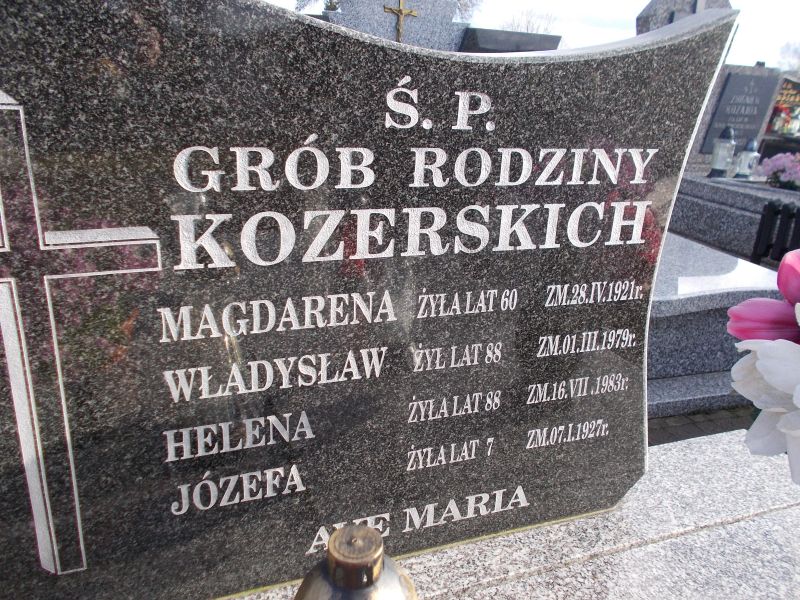 Ś. P.
GRÓB RODZINY
KOZERSKICH
MAGDARENA ŻYŁA LAT 60 ZM.28.IV.1921r.
WŁADYSŁAW ŻYŁ LAT 88 ZM.01.III.1979r.
HELENA ŻYŁA LAT 88 ZM.16.VII.1983r.
JÓZEFA ŻYŁA LAT 7 ZM.07.I.1927r.
AVE MARIA